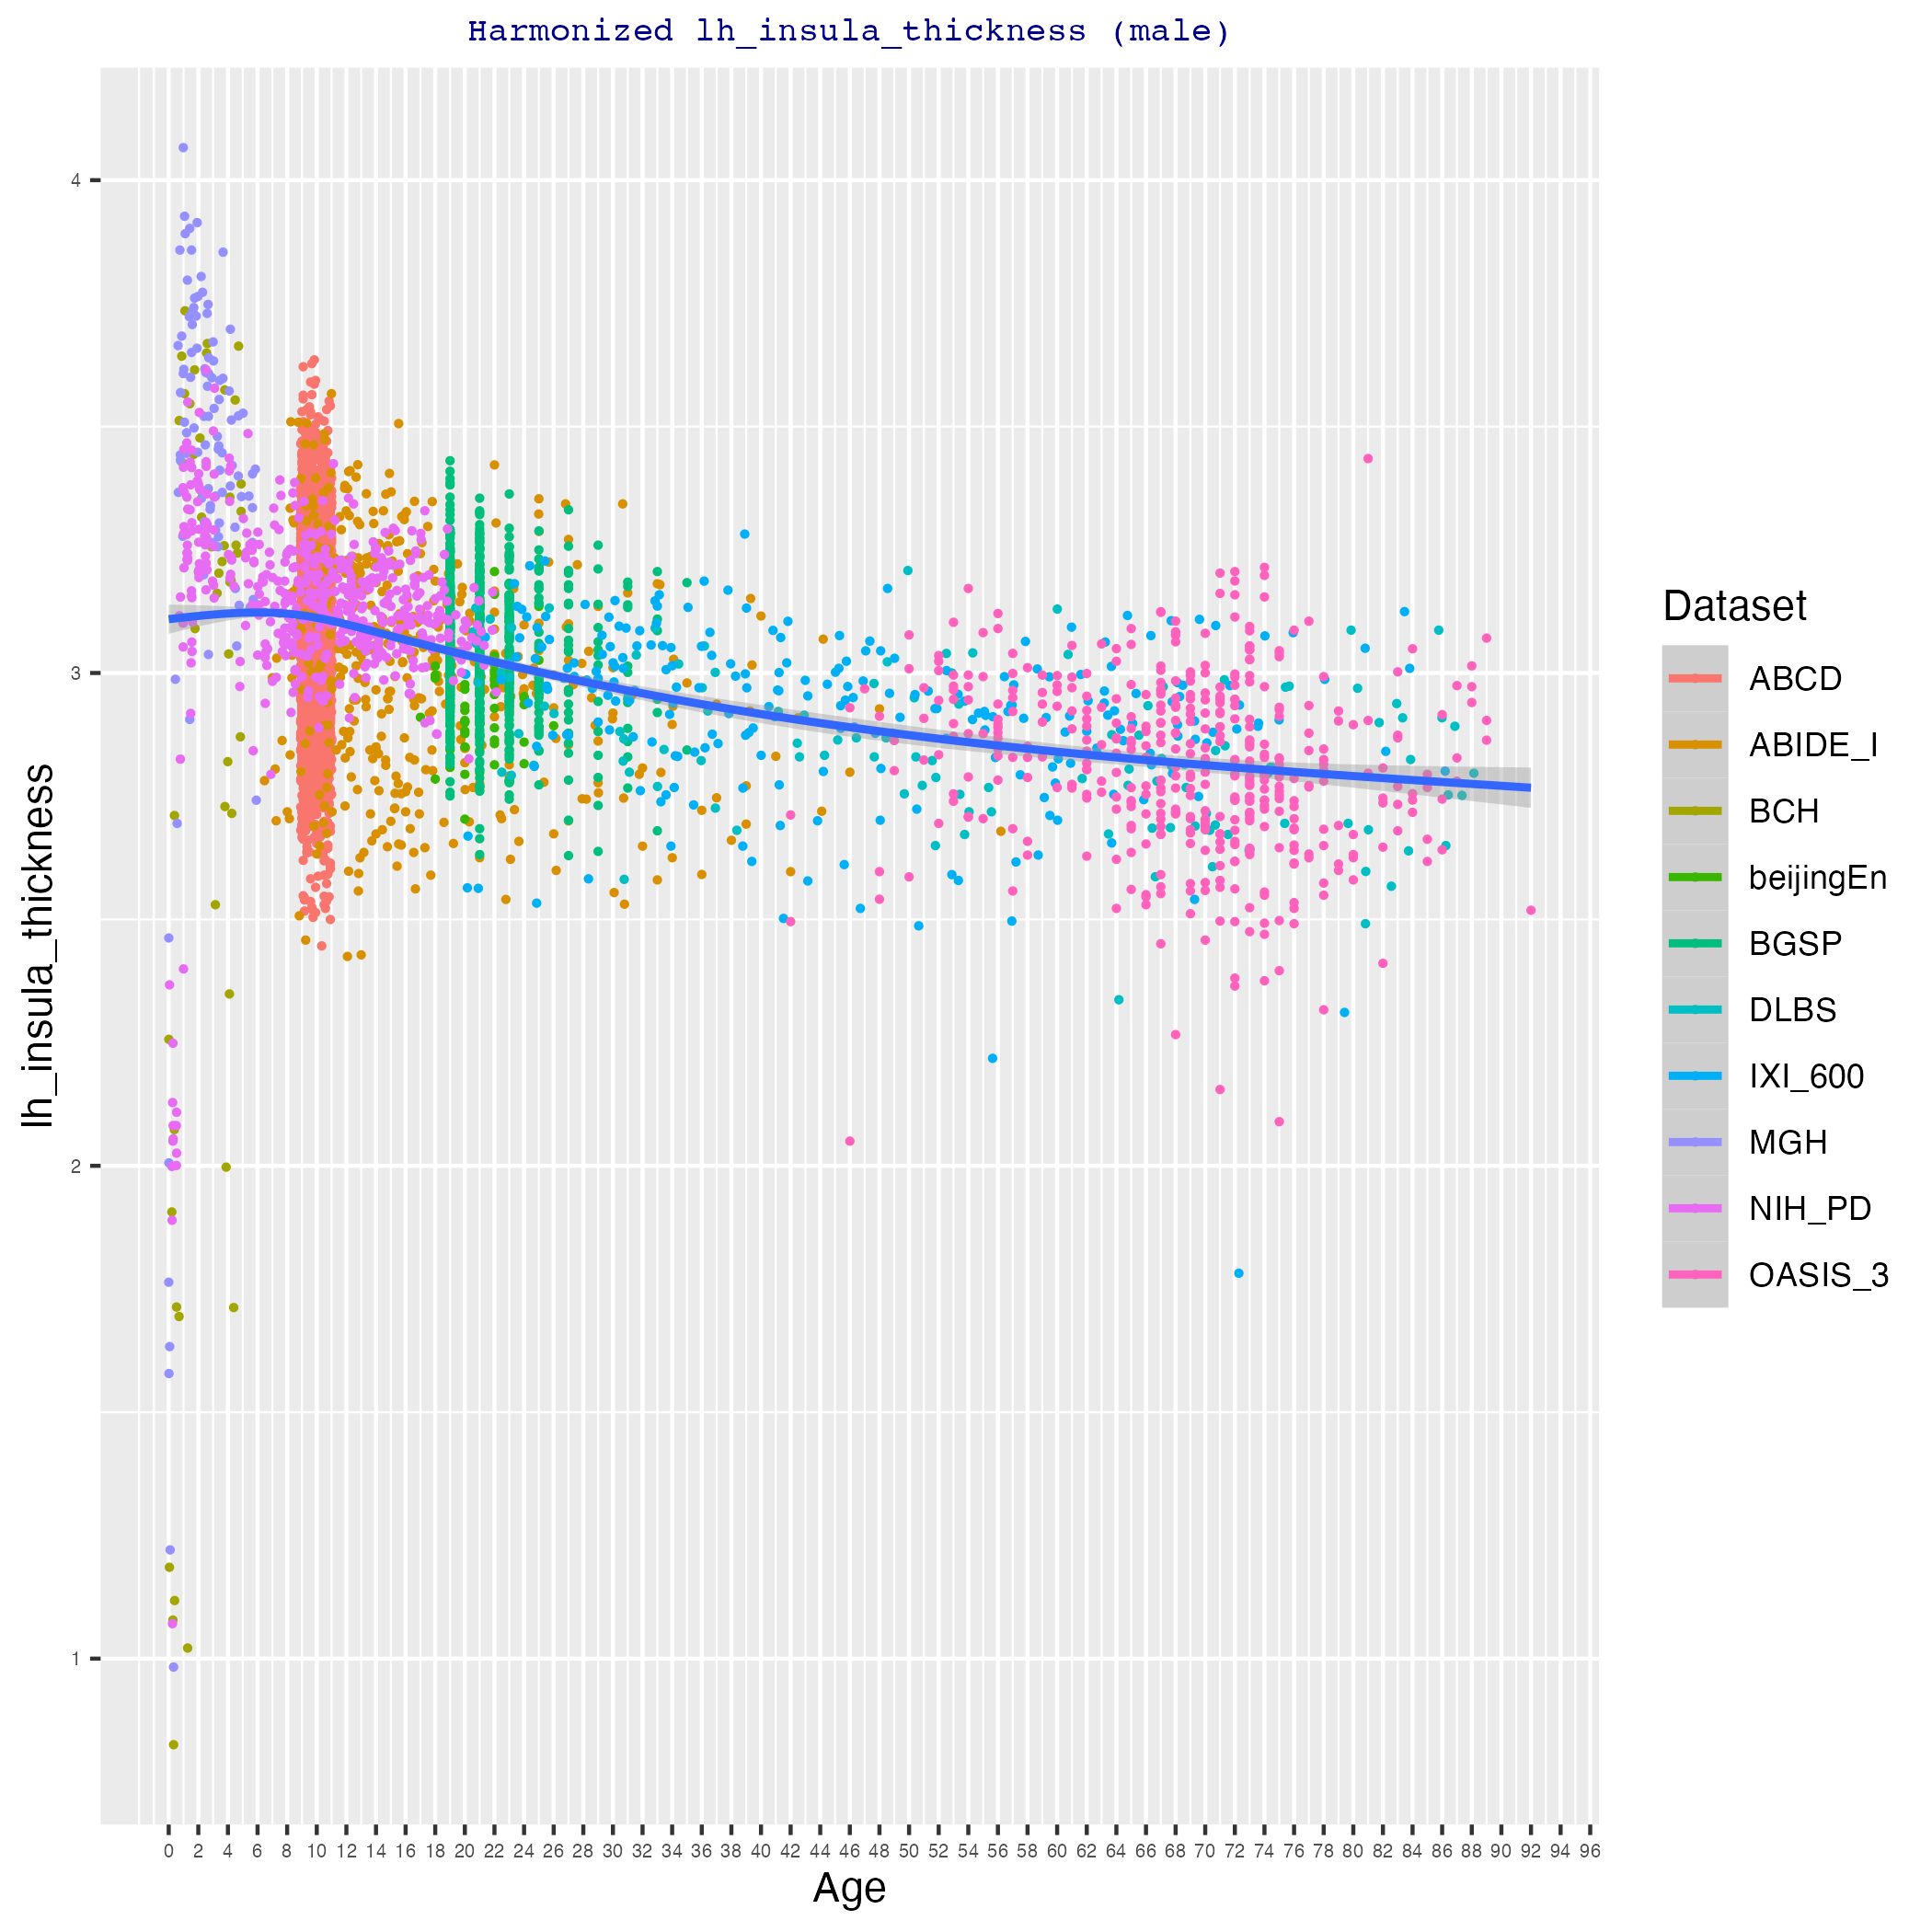 Harmonized lh_insula_thickness (male)
lh_insula_thickness
4
3
2
1
0 2 4 6 8 10 12 14 16 18 20 22 24 26 28 30 32 34 36 38 40 42 44 46 48 50 52 54 56 58 60 62 64 66 68 70 72 74 76 78 80 82 84 86 88 90 92 94 96
Age
Dataset
ABCD
ABIDE_I
BCH
beijingEn
BGSP
DLBS
IXI_600
MGH
NIH_PD
OASIS_3